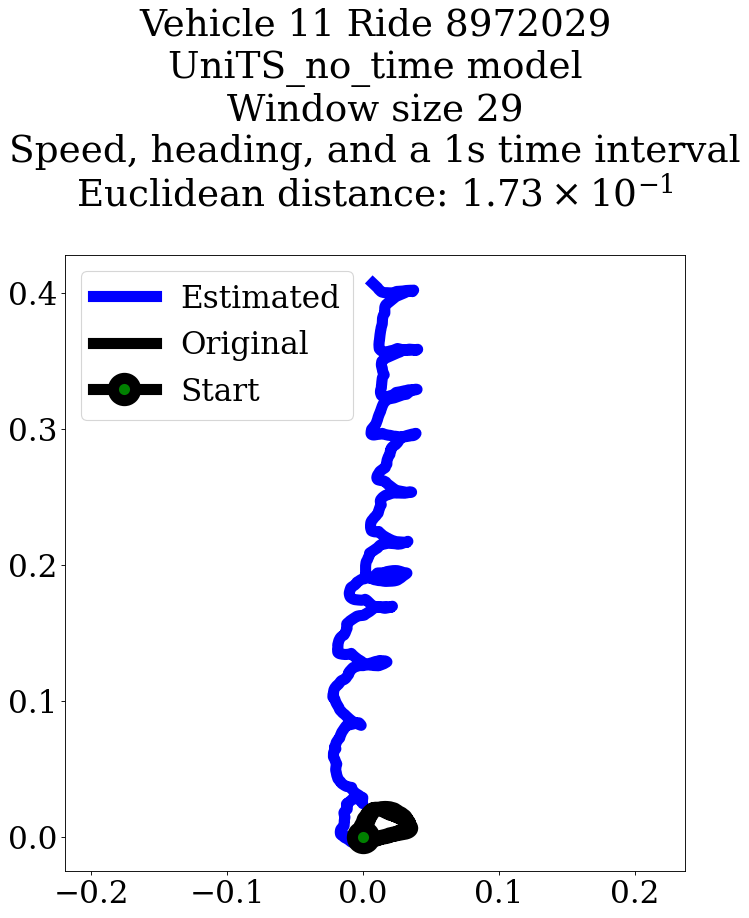 Vehicle 11 Ride 8972029
UniTS_no_time model
Window size 29
Speed, heading, and a 1s time interval
Euclidean distance: 1.73 × 10⁻¹
Estimated
Original
Start
0.4
0.3
0.2
0.1
0.0
−0.2
−0.1
0.0
0.1
0.2